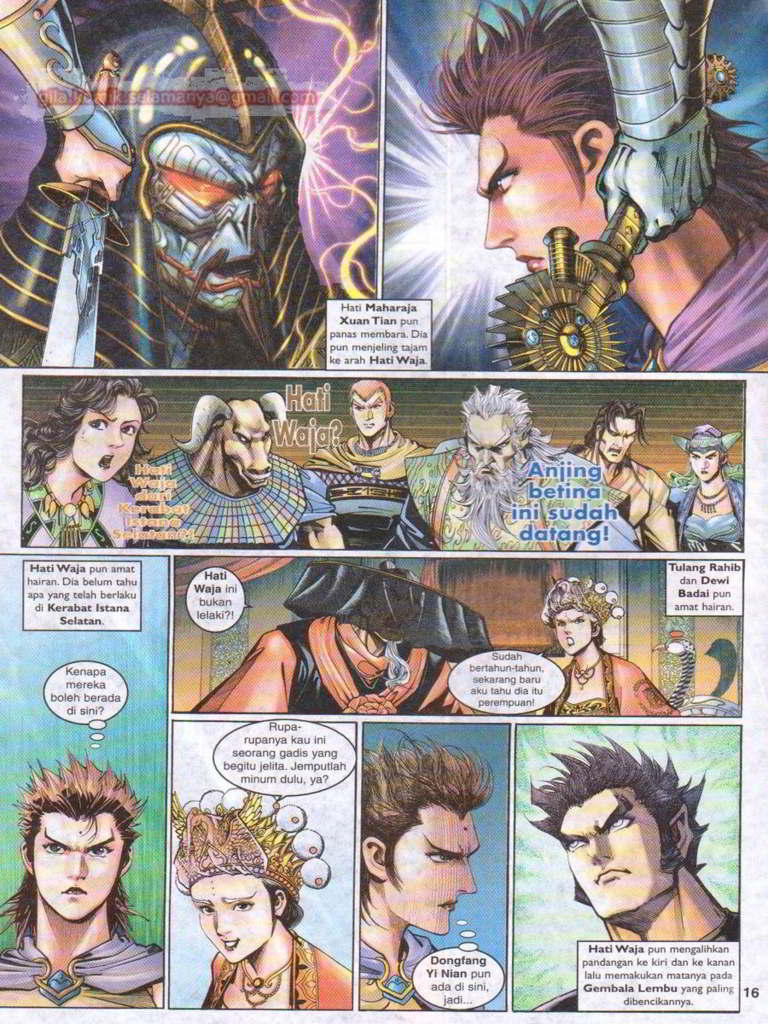 gila.komik.selamanya@gmail.com
Hati Maharaja
Xuan Tian pun
panas membara. Dia
pun menjeling tajam
ke arah Hati Waja.
Hati
Waja?
Hati
Waja
dari
Kerabat
Istana
Selatan?!
Anjing
betina
ini sudah
datang!
Hati Waja pun amat
hairan. Dia belum tahu
apa yang telah berlaku
di Kerabat Istana
Selatan.
Hati
Waja ini
bukan
lelaki?!
Tulang Rahib
dan Dewi
Badai pun
amat hairan.
Sudah
bertahun-tahun,
sekarang baru
aku tahu dia itu
perempuan!
Kenapa
mereka
boleh berada
di sini?
Rupa-
rupanya kau ini
seorang gadis yang
begitu jelita. Jemputlah
minum dulu, ya?
Dongfang
Yi Nian pun
ada di sini,
jadi...
Hati Waja pun mengalihkan
pandangan ke kiri dan ke kanan
lalu memakukan matanya pada
Gembala Lembu yang paling
dibencikannya.
16